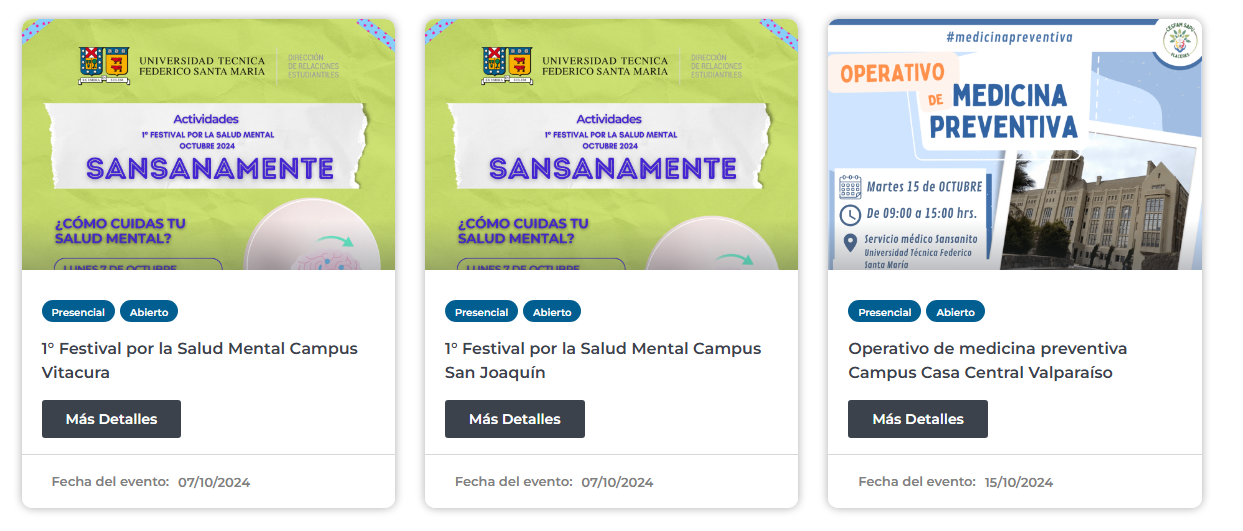 UNIVERSIDAD TECNICA
FEDERICO SANTA MARIA
DIRECCIÓN
DE RELACIONES
ESTUDIANTILES
Actividades
1º FESTIVAL POR LA SALUD MENTAL
OCTUBRE 2024
SANSANAMENTE
¿CÓMO CUIDAS TU
SALUD MENTAL?
LUNES 7 DE OCTUBRE
Presencial
Abierto
1° Festival por la Salud Mental Campus
Vitacura
Más Detalles
Fecha del evento: 07/10/2024
UNIVERSIDAD TECNICA
FEDERICO SANTA MARIA
DIRECCIÓN
DE RELACIONES
ESTUDIANTILES
Actividades
1º FESTIVAL POR LA SALUD MENTAL
OCTUBRE 2024
SANSANAMENTE
¿CÓMO CUIDAS TU
SALUD MENTAL?
LUNES 7 DE OCTUBRE
Presencial
Abierto
1° Festival por la Salud Mental Campus
San Joaquín
Más Detalles
Fecha del evento: 07/10/2024
#medicinapreventiva
CESFAM SAPU
PLACERES
OPERATIVO
DE MEDICINA
PREVENTIVA
Martes 15 de OCTUBRE
De 09:00 a 15:00 hrs.
Servicio médico Sansanito
Universidad Técnica Federico
Santa María
Presencial
Abierto
Operativo de medicina preventiva
Campus Casa Central Valparaíso
Más Detalles
Fecha del evento: 15/10/2024